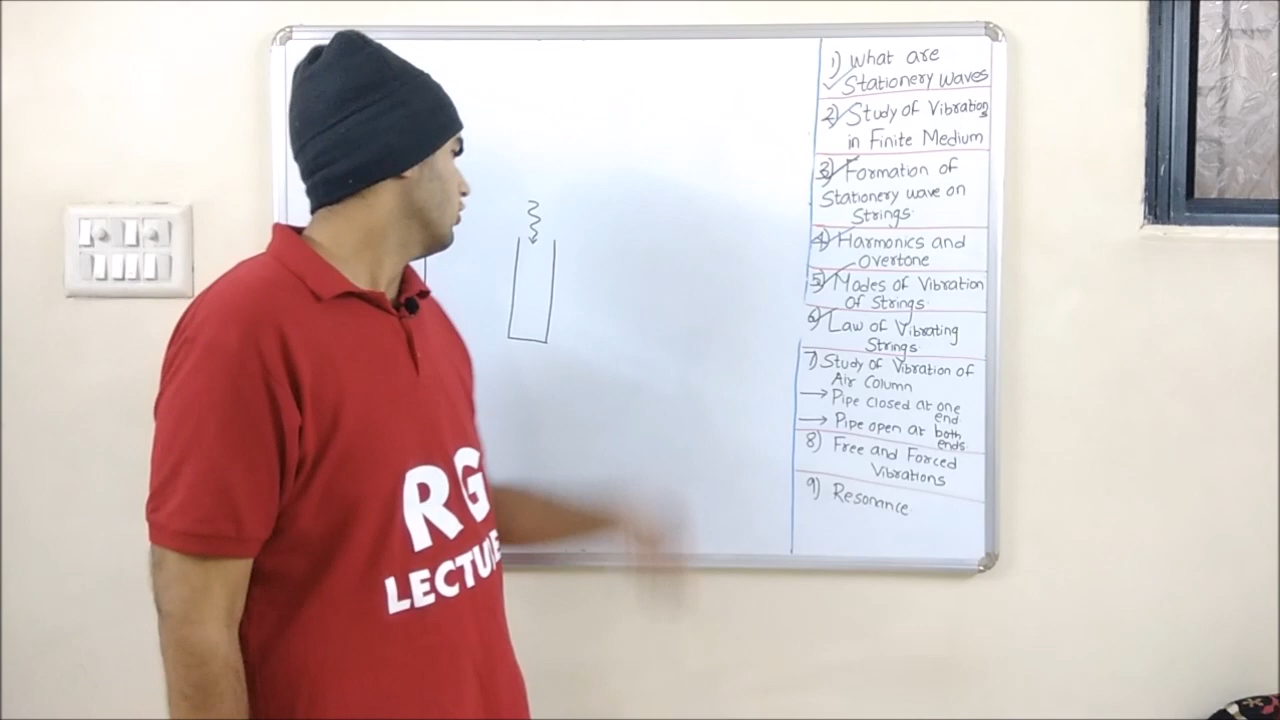 1) What are
Stationery waves
2) Study of Vibrations
in Finite Medium
3) Formation of
Stationery wave on
Strings.
4) Harmonics and
Overtone
5) Modes of Vibration
of Strings.
6) Law of Vibrating
Strings.
7) Study of Vibration of
Air Column
→ Pipe closed at one
end.
→ Pipe open at both
ends.
8) Free and Forced
Vibrations
9) Resonance.
RG
LECTURE